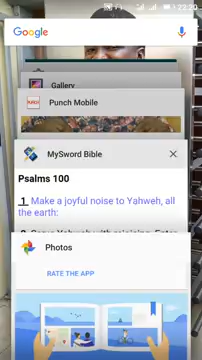 22:20
Google
Gallery
Punch Mobile
MySword Bible
Psalms 100
1 Make a joyful noise to Yahweh, all
the earth:
Photos
RATE THE APP